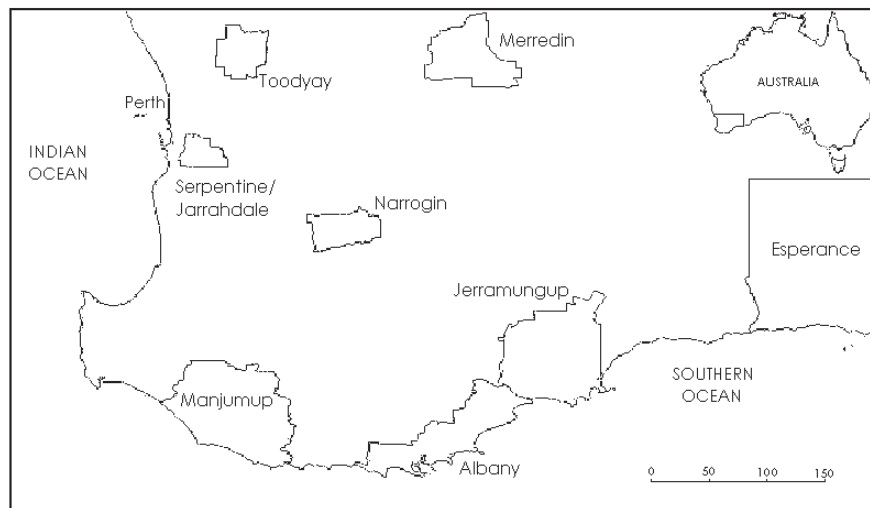 Merredin
Toodyay
AUSTRALIA
Perth
INDIAN
OCEAN
Serpentine/
Jarrahdale
Narrogin
Esperance
Jerramungup
SOUTHERN
OCEAN
Manjumup
Albany
0 50 100 150